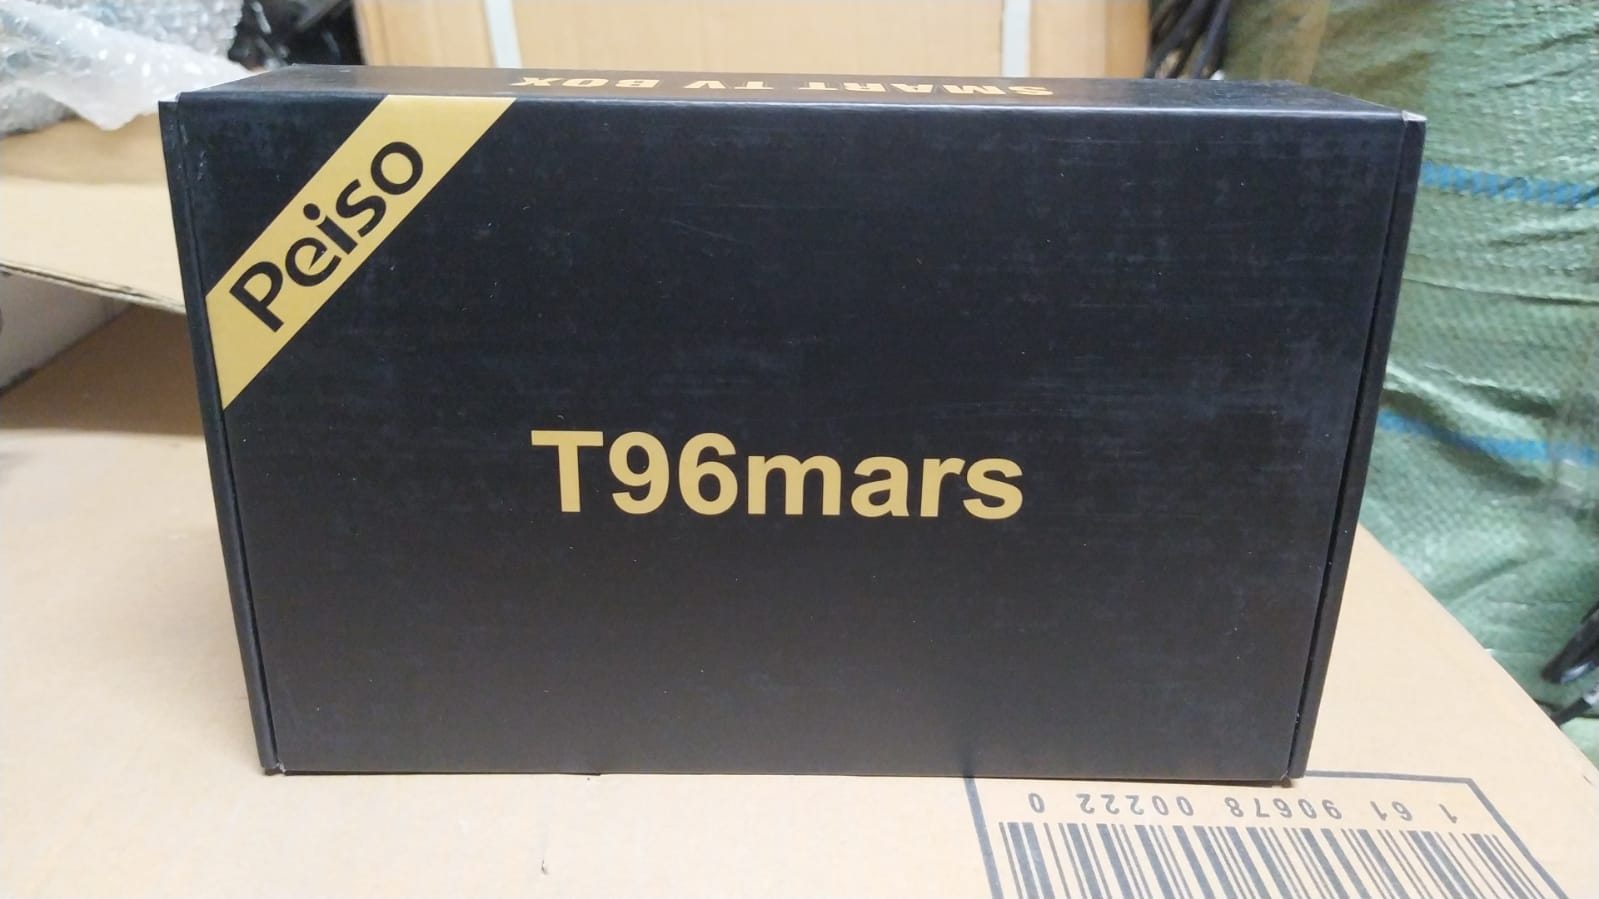 SMART TV BOX
Peiso
T96mars
1 61 90678 00222 0